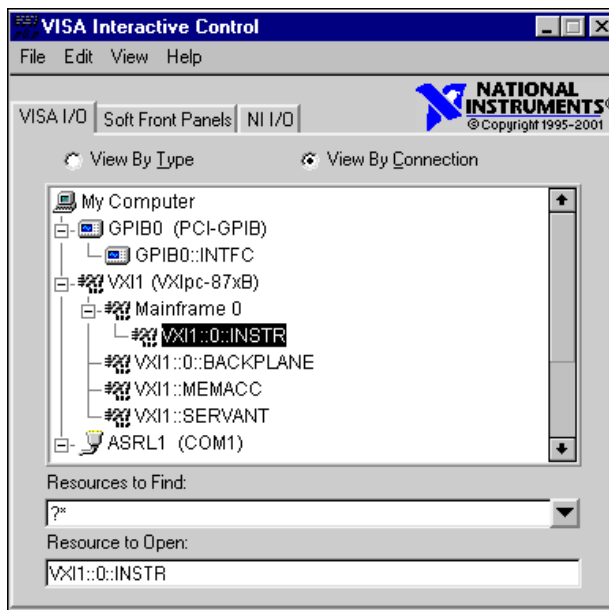 VISA Interactive Control
File Edit View Help
NATIONAL
INSTRUMENTS®
© Copyright 1995-2001
VISA I/O Soft Front Panels NI I/O
View By Type View By Connection
My Computer
GPIB0 (PCI-GPIB)
GPIB0::INTFC
VXI1 (VXIpc-87xB)
Mainframe 0
VXI1::0::INSTR
VXI1::0::BACKPLANE
VXI1::MEMACC
VXI1::SERVANT
ASRL1 (COM1)
Resources to Find:
?*
Resource to Open:
VXI1::0::INSTR